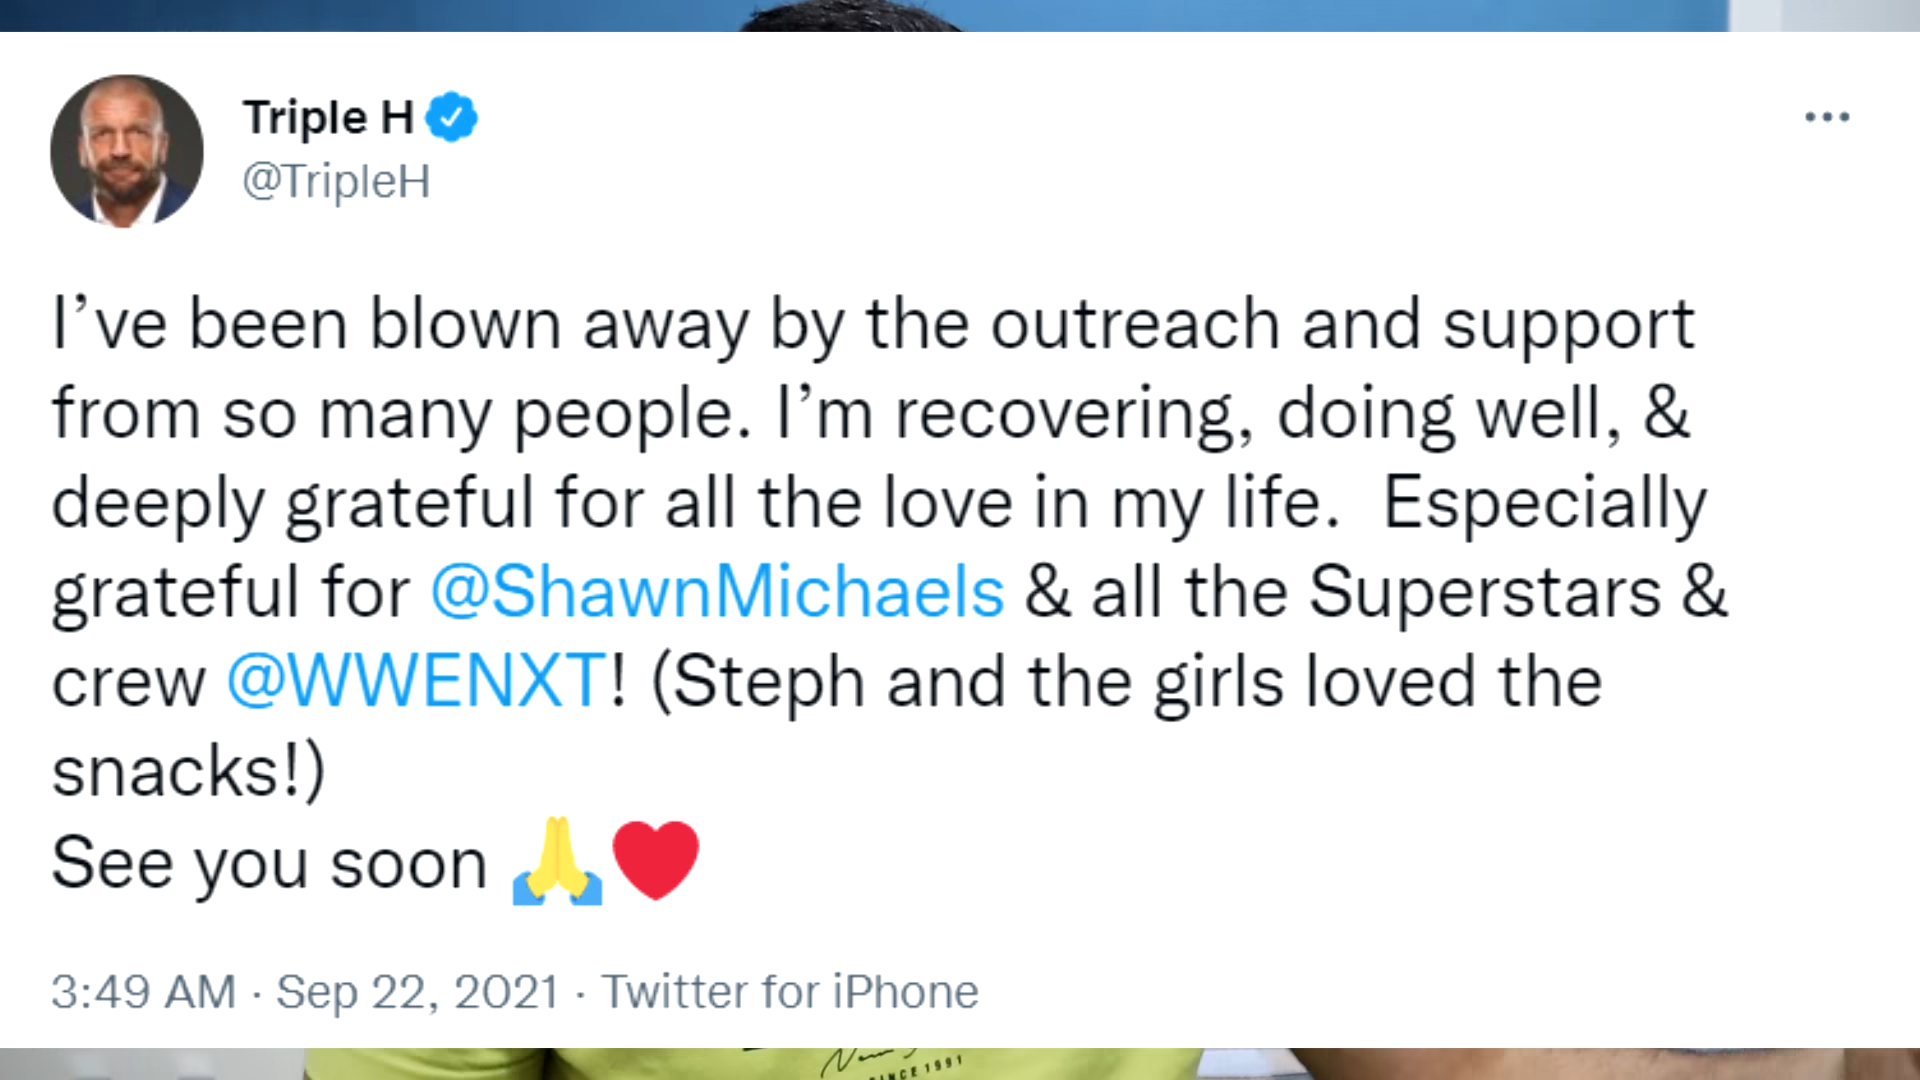 Triple H
@TripleH
I’ve been blown away by the outreach and support
from so many people. I’m recovering, doing well, &
deeply grateful for all the love in my life.  Especially
grateful for @ShawnMichaels & all the Superstars &
crew @WWENXT! (Steph and the girls loved the
snacks!)
See you soon 🙏❤️
3:49 AM · Sep 22, 2021 · Twitter for iPhone
SINCE 1991